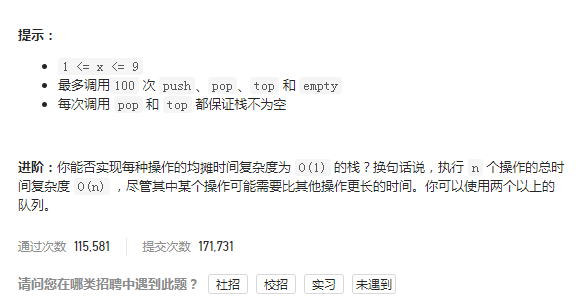 提示：
1 <= x <= 9
最多调用100 次 push、pop、top 和 empty
每次调用 pop 和 top 都保证栈不为空
进阶：你能否实现每种操作的均摊时间复杂度为 O(1) 的栈？换句话说，执行 n 个操作的总时
间复杂度 O(n) ，尽管其中某个操作可能需要比其他操作更长的时间。你可以使用两个以上的
队列。
通过次数 115,581 提交次数 171,731
请问您在哪类招聘中遇到此题？ 社招 校招 实习 未遇到